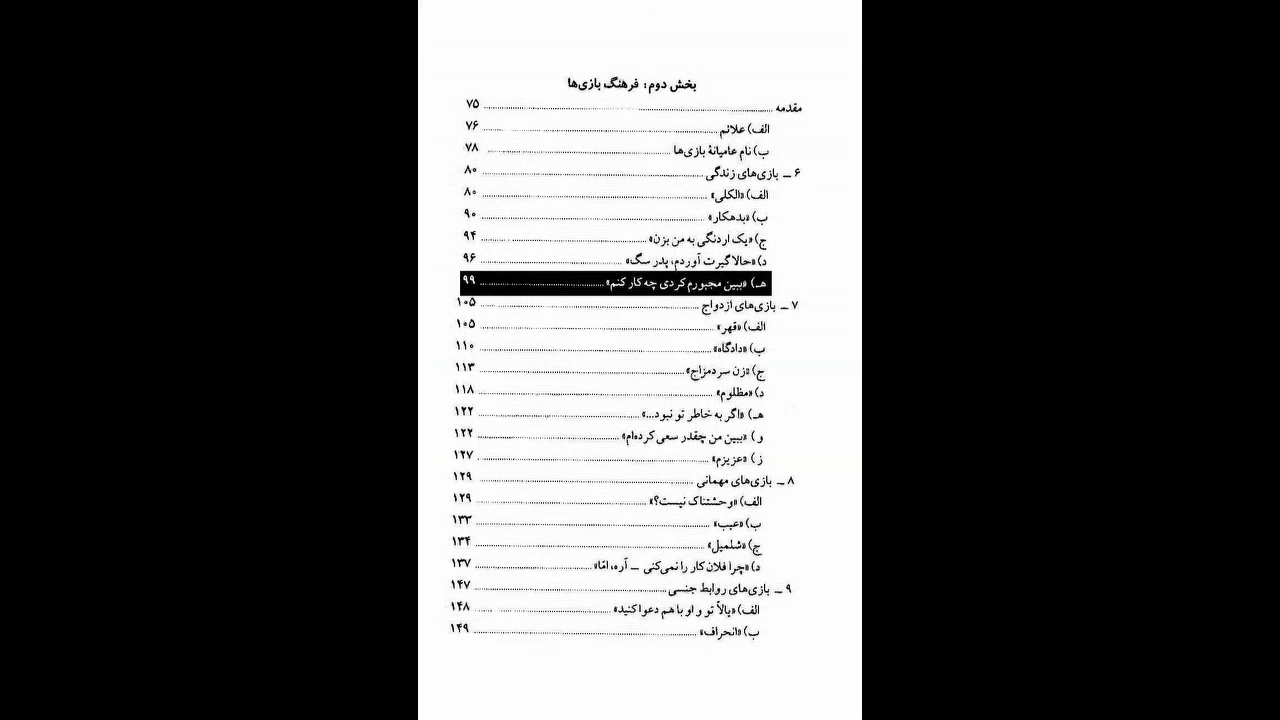 بخش دوم: فرهنگ بازی‌ها
مقدمه ........ ۷۵
الف) علائم ........ ۷۶
ب) نام عامیانهٔ بازی‌ها ........ ۷۸
۶ ــ بازی‌های زندگی ........ ۸۰
الف) «الکلی» ........ ۸۰
ب) «بدهکار» ........ ۹۰
ج) «یک اردنگی به من بزن» ........ ۹۴
د) «حالا گیرت آوردم، پدر سگ» ........ ۹۶
هـ) «ببین مجبورم کردی چه کار کنم» ........ ۹۹
۷ ــ بازی‌های ازدواج ........ ۱۰۵
الف) «قهر» ........ ۱۰۵
ب) «دادگاه» ........ ۱۱۰
ج) «زن سردمزاج» ........ ۱۱۳
د) «مظلوم» ........ ۱۱۸
هـ) «اگر به خاطر تو نبود...» ........ ۱۲۲
و) «ببین من چقدر سعی کرده‌ام» ........ ۱۲۲
ز) «عزیزم» ........ ۱۲۷
۸ ــ بازی‌های مهمانی ........ ۱۲۹
الف) «وحشتناک نیست؟» ........ ۱۲۹
ب) «عیب» ........ ۱۳۳
ج) «شلمیل» ........ ۱۳۴
د) «چرا فلان کار را نمی‌کنی ــ آره، امّا» ........ ۱۳۷
۹ ــ بازی‌های روابط جنسی ........ ۱۴۷
الف) «یالاّ تو و او با هم دعوا کنید» ........ ۱۴۸
ب) «انحراف» ........ ۱۴۹